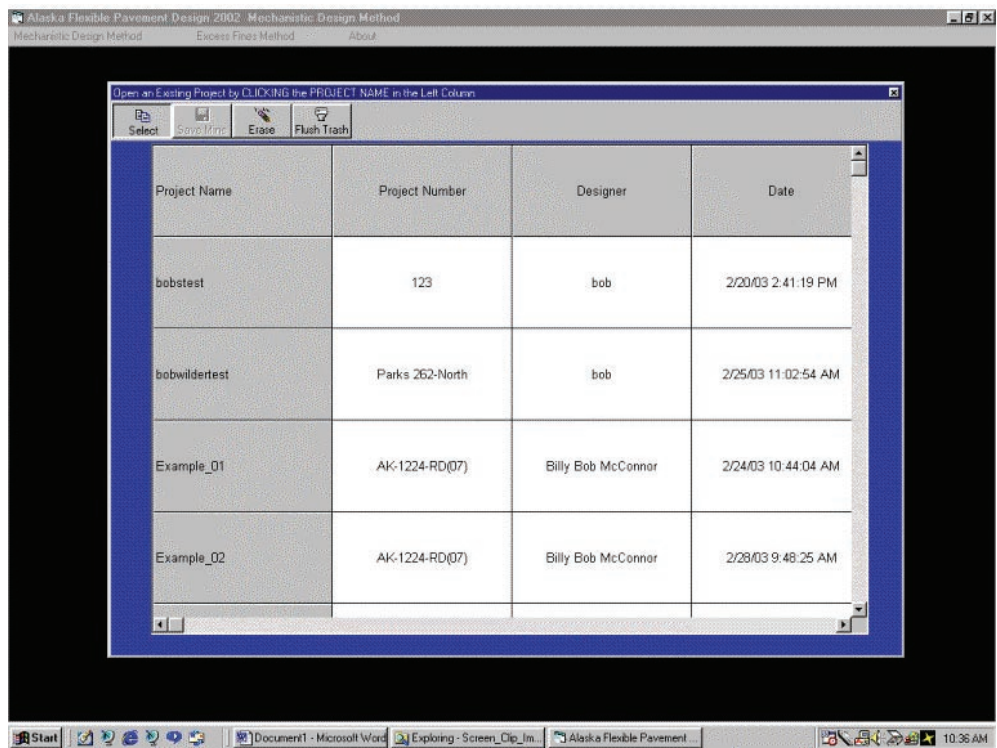 Alaska Flexible Pavement Design 2002 Mechanistic Design Method
Mechanistic Design Method Excess Fines Method About
Open an Existing Project by CLICKING the PROJECT NAME in the Left Column
Select Save Mine Erase Flush Trash
Project Name Project Number Designer Date
bobstest 123 bob 2/20/03 2:41:19 PM
bobwildertest Parks 262-North bob 2/25/03 11:02:54 AM
Example_01 AK-1224-RD(07) Billy Bob McConnor 2/24/03 10:44:04 AM
Example_02 AK-1224-RD(07) Billy Bob McConnor 2/28/03 9:48:25 AM
Start Document1 - Microsoft Word Exploring - Screen_Clip_Im... Alaska Flexible Pavement ... 10:36 AM